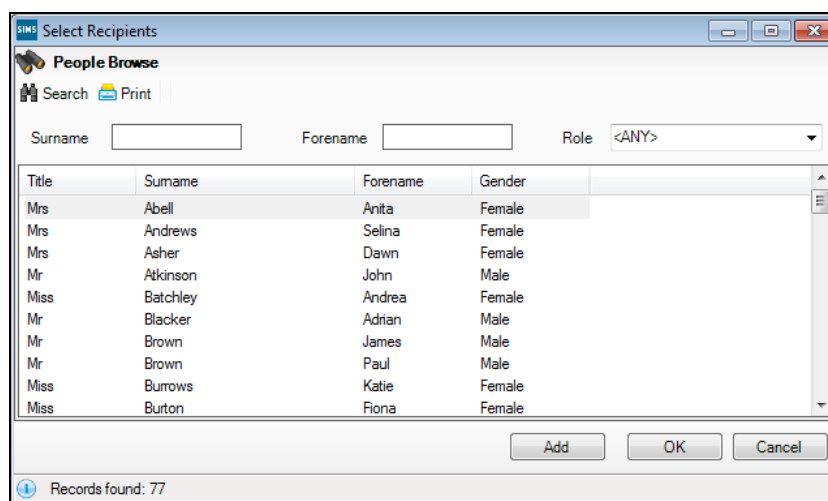 SIMS Select Recipients
People Browse
Search Print
Surname Forename Role <ANY>
Title Surname Forename Gender
Mrs Abell Anita Female
Mrs Andrews Selina Female
Mrs Asher Dawn Female
Mr Atkinson John Male
Miss Batchley Andrea Female
Mr Blacker Adrian Male
Mr Brown James Male
Mr Brown Paul Male
Miss Burrows Katie Female
Miss Burton Fiona Female
Add OK Cancel
Records found: 77